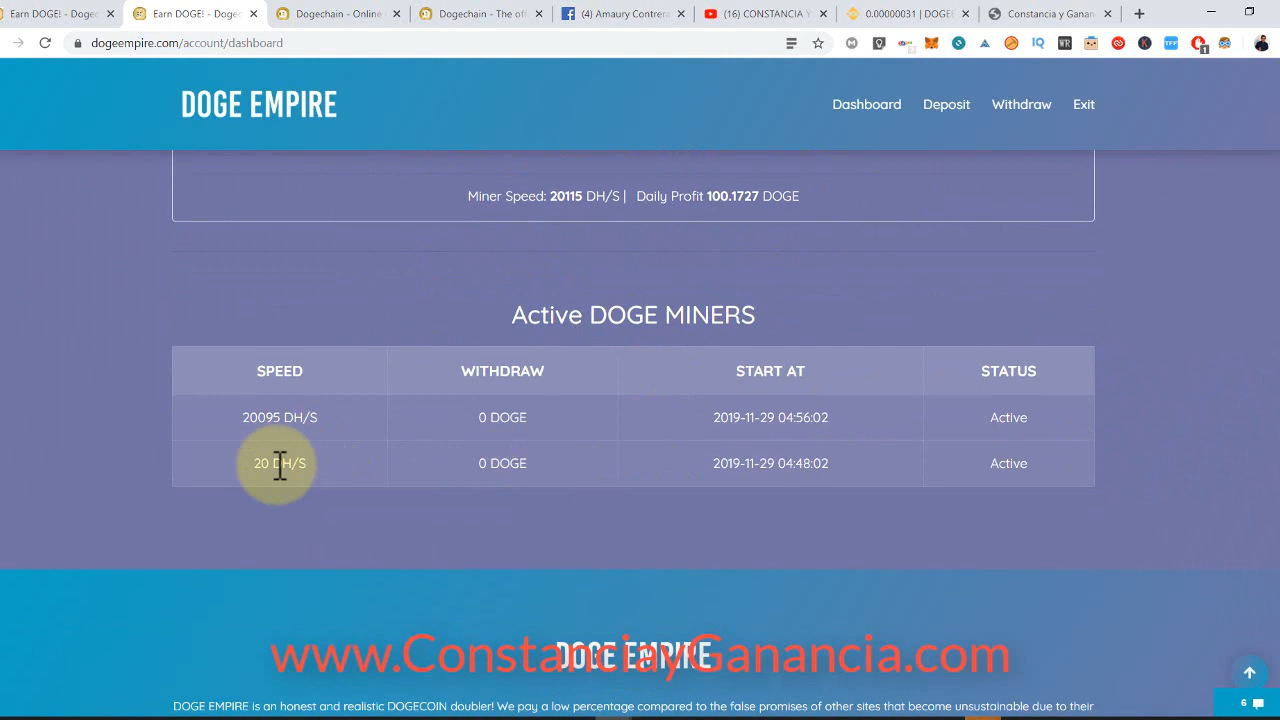 Earn DOGE! - Dogec
Earn DOGE! - Dogec
Dogechain - Online
Dogechain - The off
(4) Amaury Contrera
(16) CONSTANCIA Y
0.00000031 | DOGE
Constancia y Ganan
dogeempire.com/account/dashboard
DOGE EMPIRE
Dashboard Deposit Withdraw Exit
Miner Speed: 20115 DH/S | Daily Profit 100.1727 DOGE
Active DOGE MINERS
SPEED WITHDRAW START AT STATUS
20095 DH/S 0 DOGE 2019-11-29 04:56:02 Active
20 DH/S 0 DOGE 2019-11-29 04:48:02 Active
DOGE EMPIRE
www.ConstanciayGanancia.com
DOGE EMPIRE is an honest and realistic DOGECOIN doubler! We pay a low percentage compared to the false promises of other sites that become unsustainable due to their
6